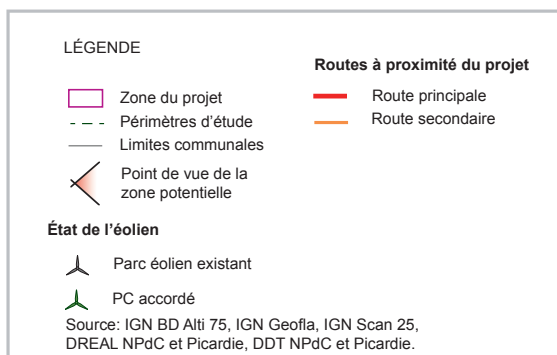 LÉGENDE
Zone du projet
Périmètres d'étude
Limites communales
Point de vue de la
zone potentielle
Routes à proximité du projet
Route principale
Route secondaire
État de l'éolien
Parc éolien existant
PC accordé
Source: IGN BD Alti 75, IGN Geofla, IGN Scan 25,
DREAL NPdC et Picardie, DDT NPdC et Picardie.